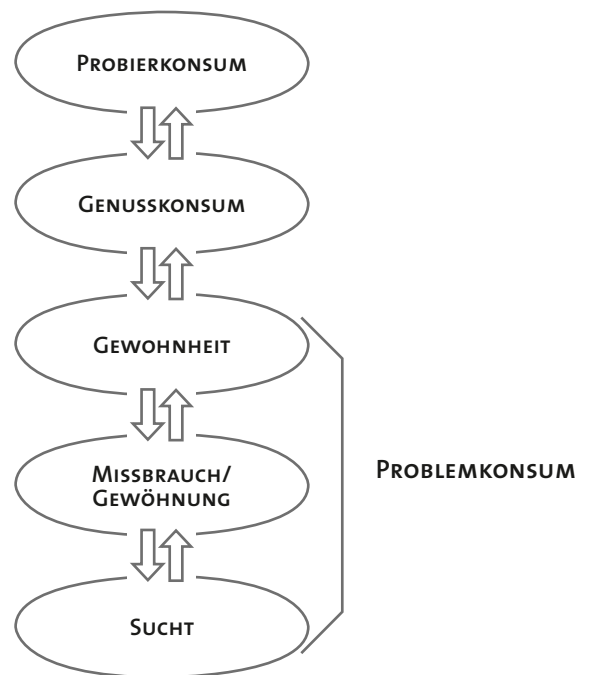 PROBIERKONSUM
GENUSSKONSUM
GEWOHNHEIT
MISSBRAUCH/
GEWÖHNUNG
PROBLEMKONSUM
SUCHT